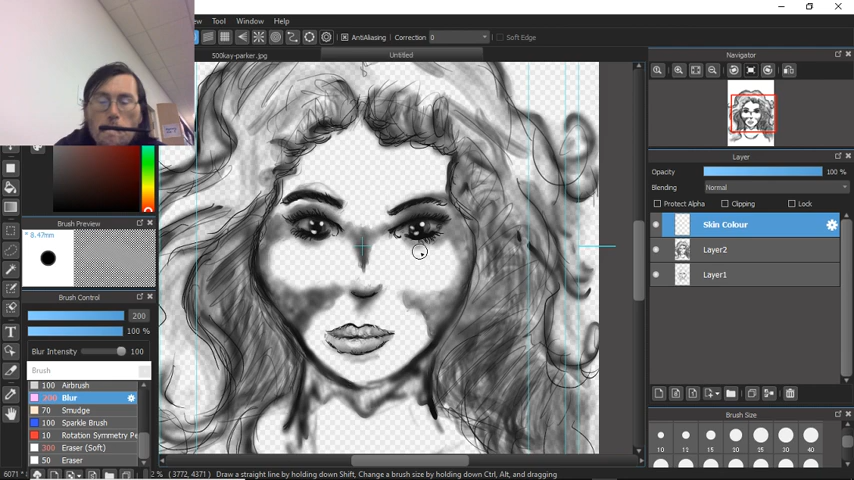 ew Tool Window Help
AntiAliasing Correction 0 Soft Edge
500kay-parker.jpg Untitled
Navigator
Layer
Opacity 100 %
Blending Normal
Protect Alpha Clipping Lock
Skin Colour
Layer2
Layer1
Brush Preview
* 8.47mm
Brush Control
200
100 %
Blur Intensity 100
Brush
100 Airbrush
200 Blur
70 Smudge
100 Sparkle Brush
10 Rotation Symmetry Pe
300 Eraser (Soft)
50 Eraser
Brush Size
10 12 15 20 25 30 40
2 % ( 3772, 4371 ) Draw a straight line by holding down Shift, Change a brush size by holding down Ctrl, Alt, and dragging